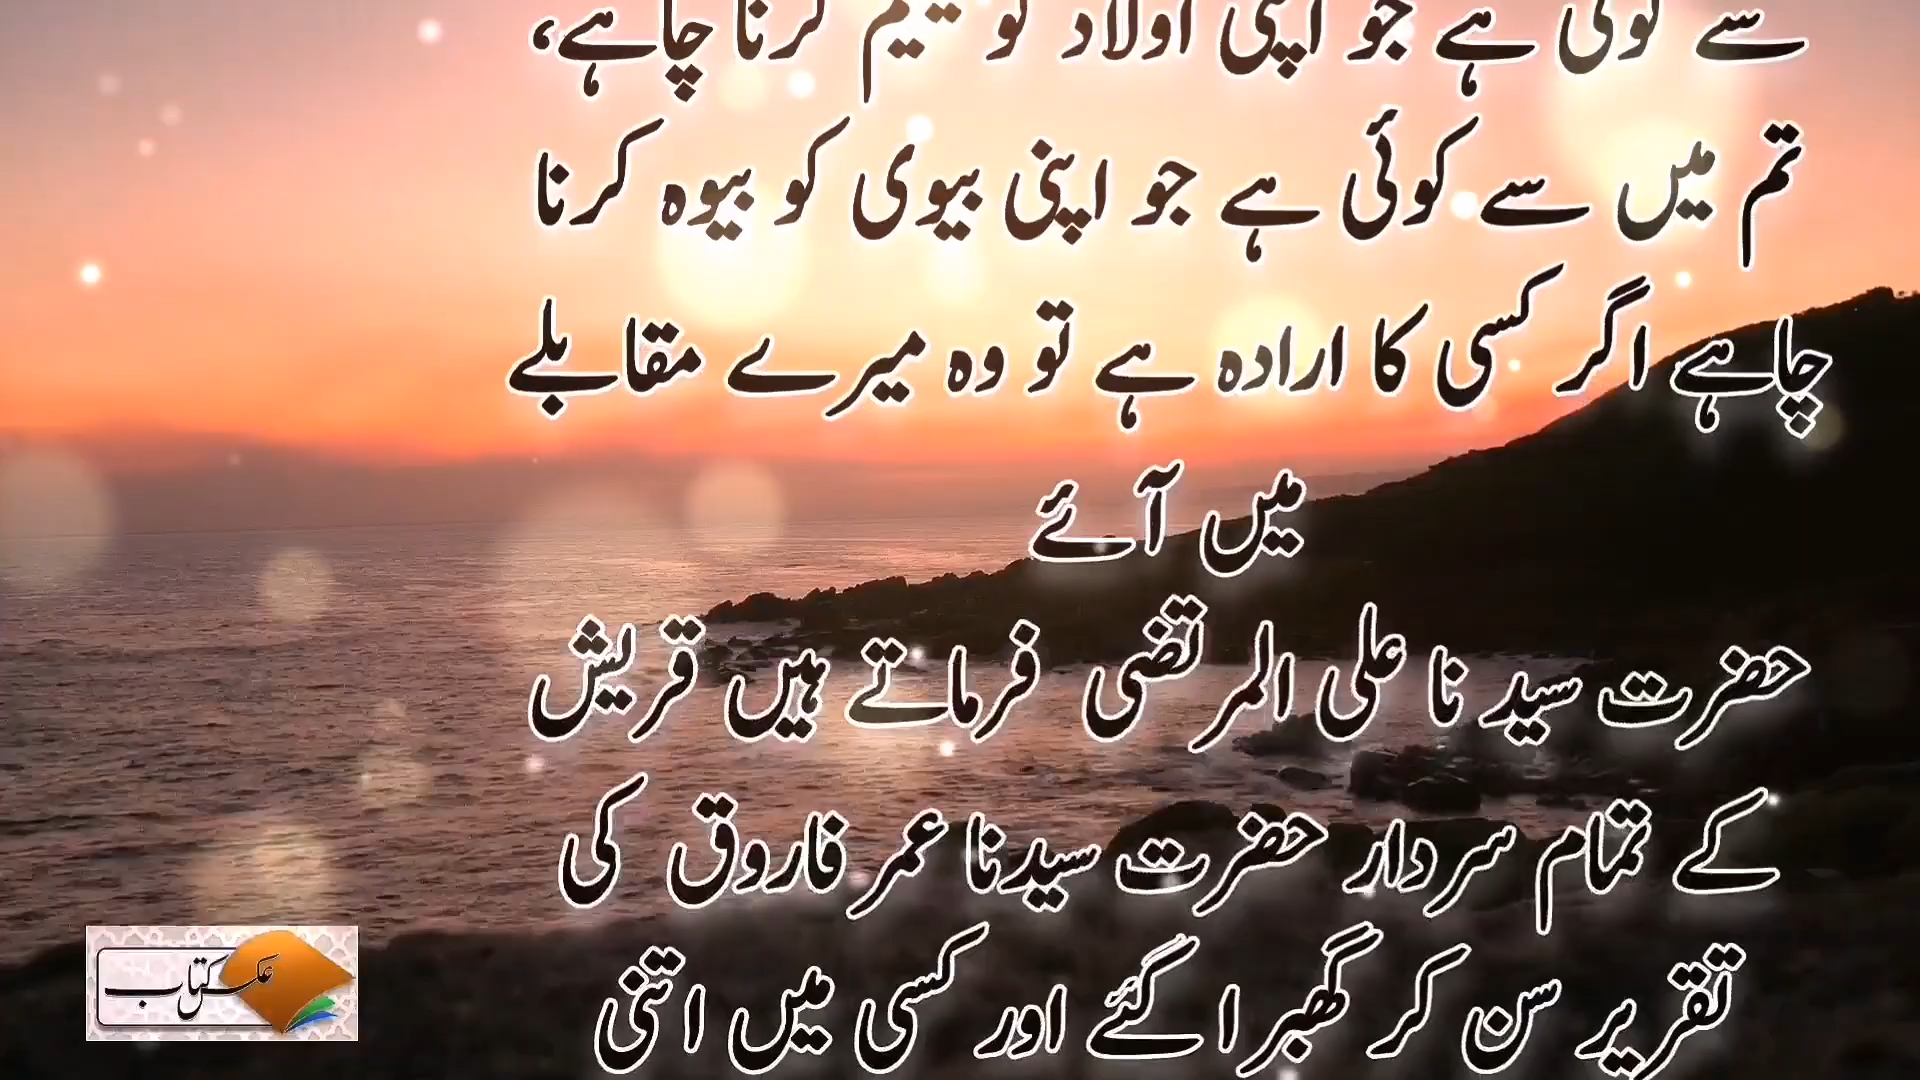 سے کوئی ہے جو اپنی اولاد کو یتیم کرنا چاہے،
تم میں سے کوئی ہے جو اپنی بیوی کو بیوہ کرنا
چاہے اگر کسی کا ارادہ ہے تو وہ میرے مقابلے
میں آئے
حضرت سید نا علی المرتضی فرماتے ہیں قریش
کے تمام سردار حضرت سیدنا عمر فاروق کی
تقریر سن کر گھبرا گئے اور کسی میں اتنی
عکس کتاب